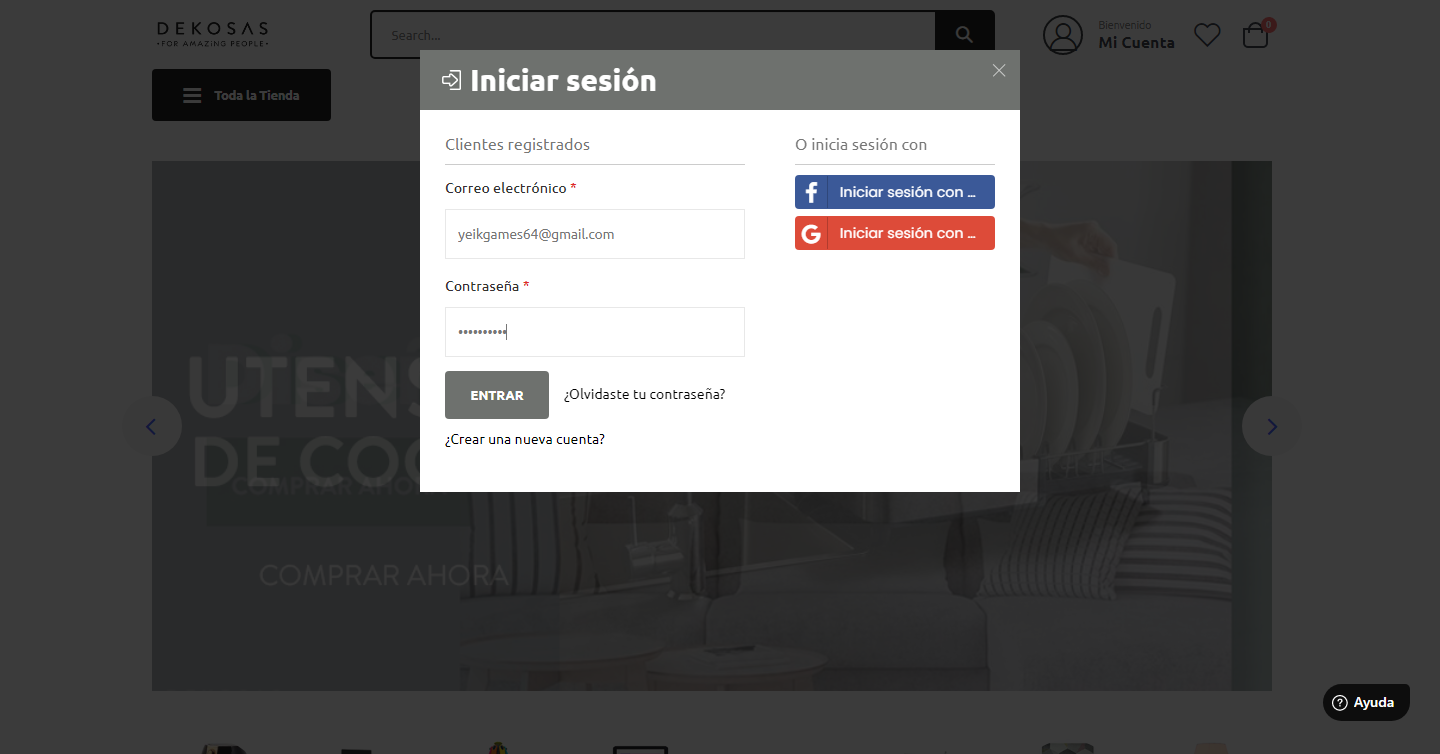 DEKOSAS
•FOR AMAZING PEOPLE•
Search...
Bienvenido
Mi Cuenta
0
Toda la Tienda
Iniciar sesión
Clientes registrados
O inicia sesión con
Correo electrónico *
yeikgames64@gmail.com
Iniciar sesión con ...
Iniciar sesión con ...
Contraseña *
••••••••••
ENTRAR
¿Olvidaste tu contraseña?
¿Crear una nueva cuenta?
UTENS
DE COC
COMPRAR AHO
COMPRAR AHORA
Ayuda